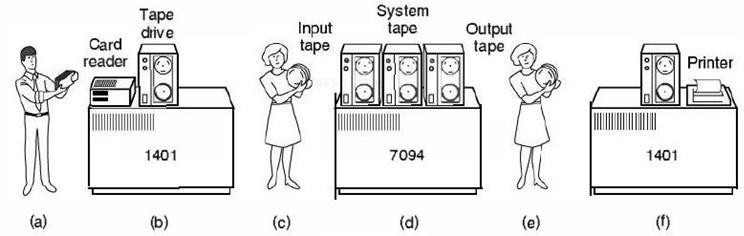 Card
reader
Tape
drive
Input
tape
System
tape
Output
tape
Printer
1401
7094
1401
(a)
(b)
(c)
(d)
(e)
(f)